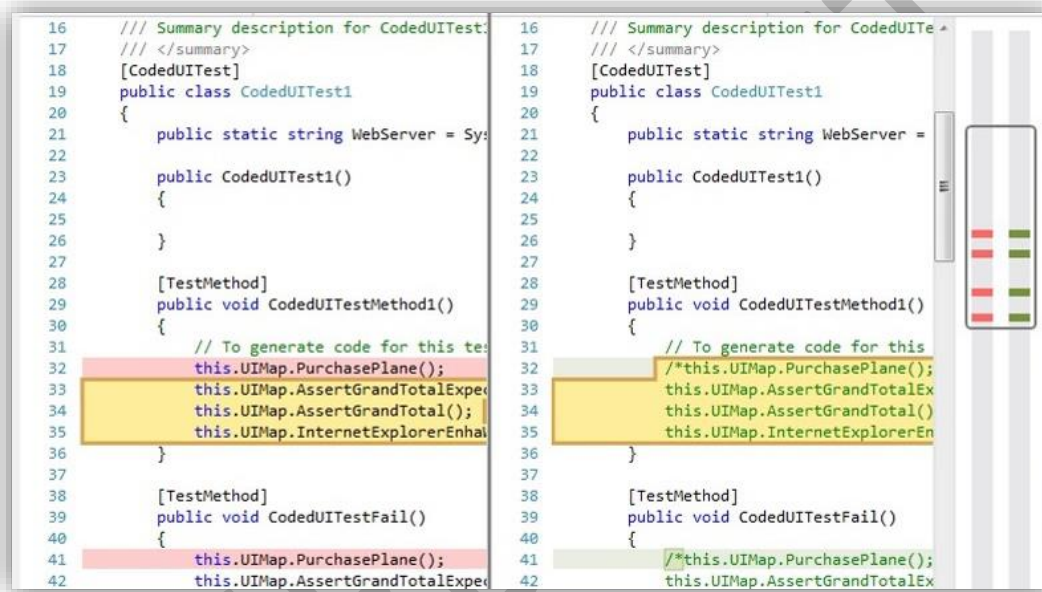 16 /// Summary description for CodedUITest
17 /// </summary>
18 [CodedUITest]
19 public class CodedUITest1
20 {
21 public static string WebServer = Sys
22
23 public CodedUITest1()
24 {
25
26 }
27
28 [TestMethod]
29 public void CodedUITestMethod1()
30 {
31 // To generate code for this tes
32 this.UIMap.PurchasePlane();
33 this.UIMap.AssertGrandTotalExpec
34 this.UIMap.AssertGrandTotal();
35 this.UIMap.InternetExplorerEnhaW
36 }
37
38 [TestMethod]
39 public void CodedUITestFail()
40 {
41 this.UIMap.PurchasePlane();
42 this.UIMap.AssertGrandTotalExpec
16 /// Summary description for CodedUITe
17 /// </summary>
18 [CodedUITest]
19 public class CodedUITest1
20 {
21 public static string WebServer =
22
23 public CodedUITest1()
24 {
25
26 }
27
28 [TestMethod]
29 public void CodedUITestMethod1()
30 {
31 // To generate code for this
32 /*this.UIMap.PurchasePlane();
33 this.UIMap.AssertGrandTotalEx
34 this.UIMap.AssertGrandTotal()
35 this.UIMap.InternetExplorerEn
36 }
37
38 [TestMethod]
39 public void CodedUITestFail()
40 {
41 /*this.UIMap.PurchasePlane();
42 this.UIMap.AssertGrandTotalEx